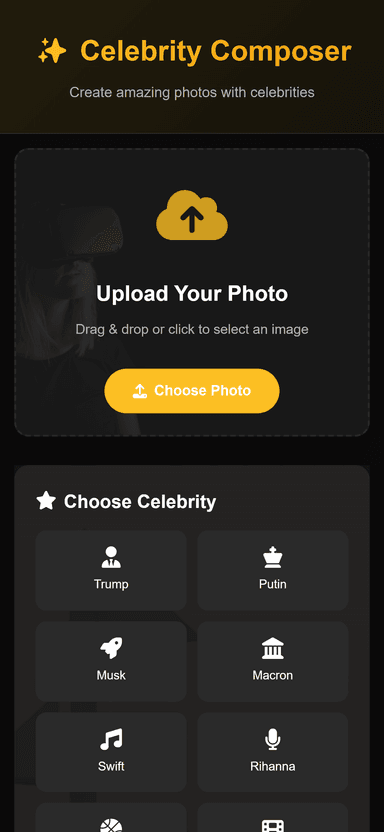 Celebrity Composer
Create amazing photos with celebrities
Upload Your Photo
Drag & drop or click to select an image
Choose Photo
Choose Celebrity
Trump
Putin
Musk
Macron
Swift
Rihanna